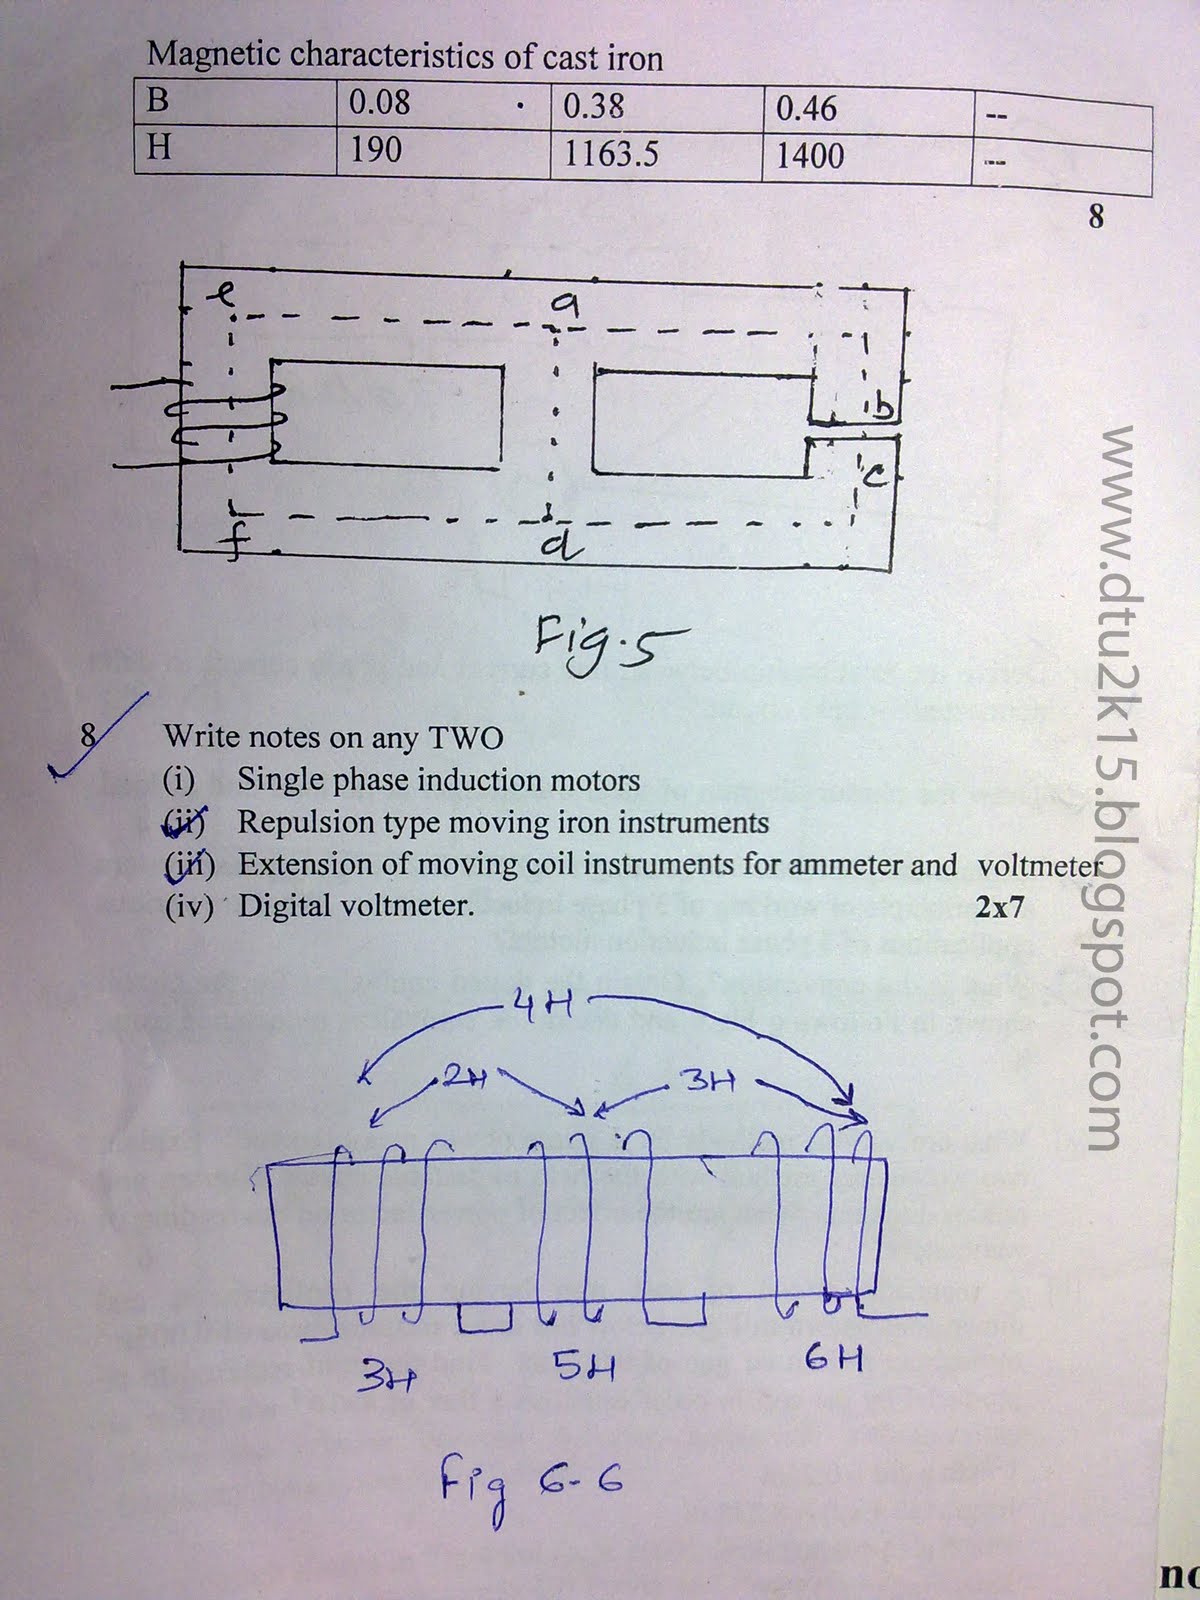 Magnetic characteristics of cast iron
B 0.08 0.38 0.46 --
H 190 1163.5 1400 --
8
e a
b
c
f d
Fig.5
8 Write notes on any TWO
(i) Single phase induction motors
(ii) Repulsion type moving iron instruments
(iii) Extension of moving coil instruments for ammeter and voltmeter
(iv) Digital voltmeter. 2x7
www.dtu2k15.blogspot.com
4H
2H 3H
3H 5H 6H
Fig 6-6